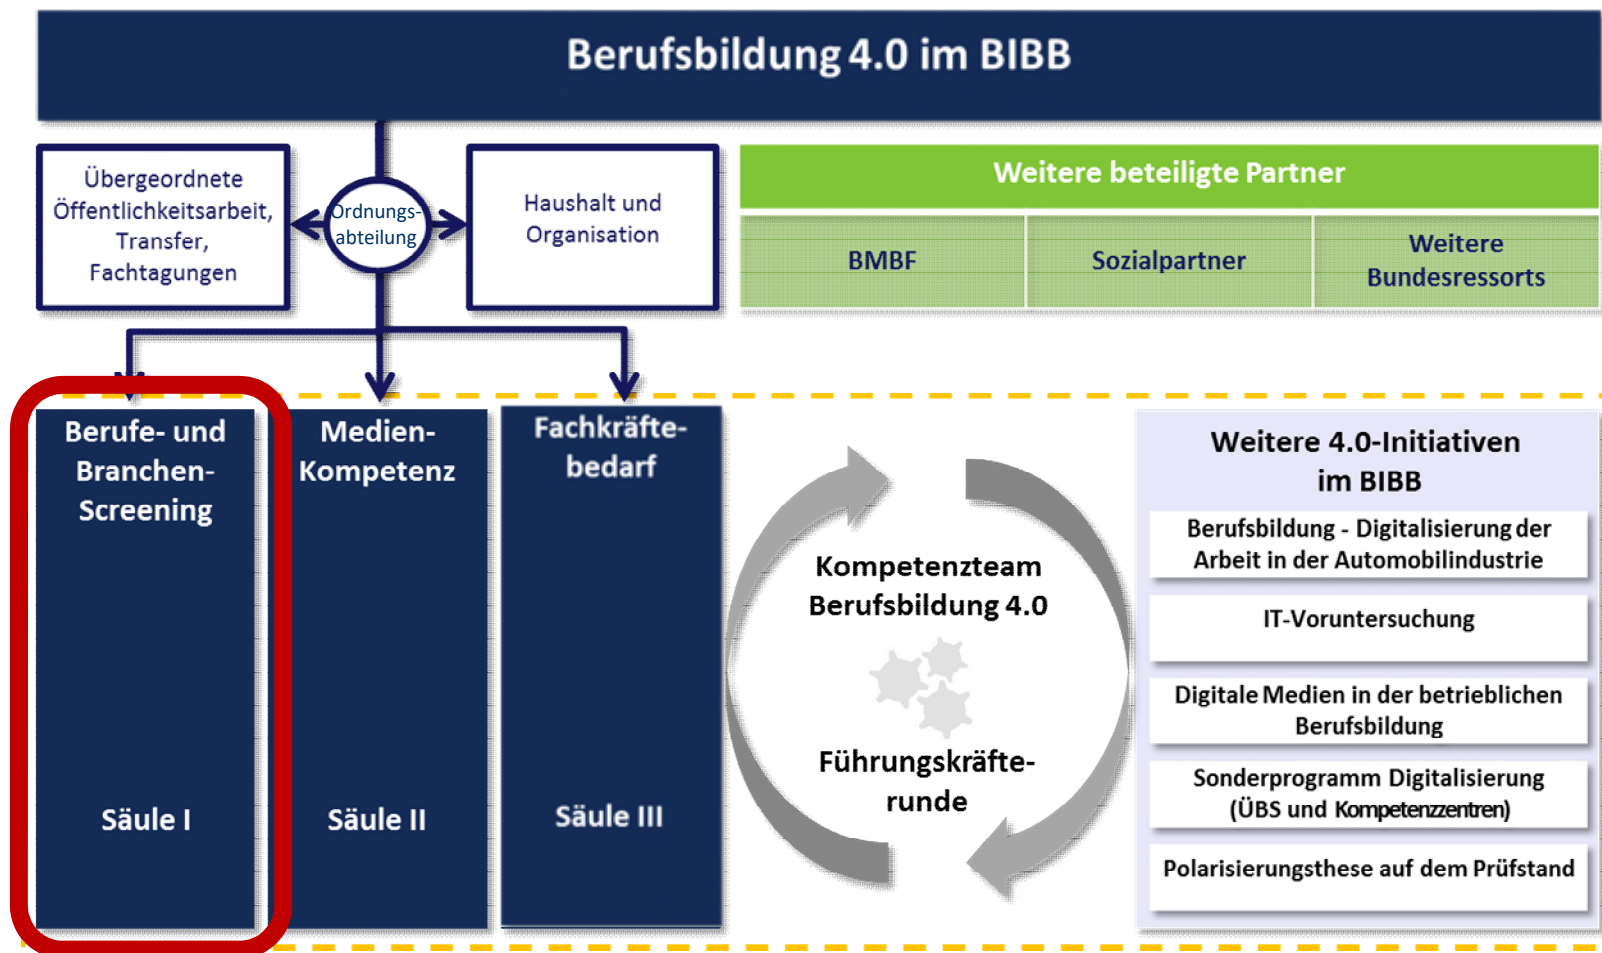 Berufsbildung 4.0 im BIBB
Übergeordnete
Öffentlichkeitsarbeit,
Transfer,
Fachtagungen
Ordnungs-
abteilung
Haushalt und
Organisation
Weitere beteiligte Partner
BMBF
Sozialpartner
Weitere
Bundesressorts
Berufe- und
Branchen-
Screening
Säule I
Medien-
Kompetenz
Säule II
Fachkräfte-
bedarf
Säule III
Kompetenzteam
Berufsbildung 4.0
Führungskräfte-
runde
Weitere 4.0-Initiativen
im BIBB
Berufsbildung - Digitalisierung der
Arbeit in der Automobilindustrie
IT-Voruntersuchung
Digitale Medien in der betrieblichen
Berufsbildung
Sonderprogramm Digitalisierung
(ÜBS und Kompetenzzentren)
Polarisierungsthese auf dem Prüfstand